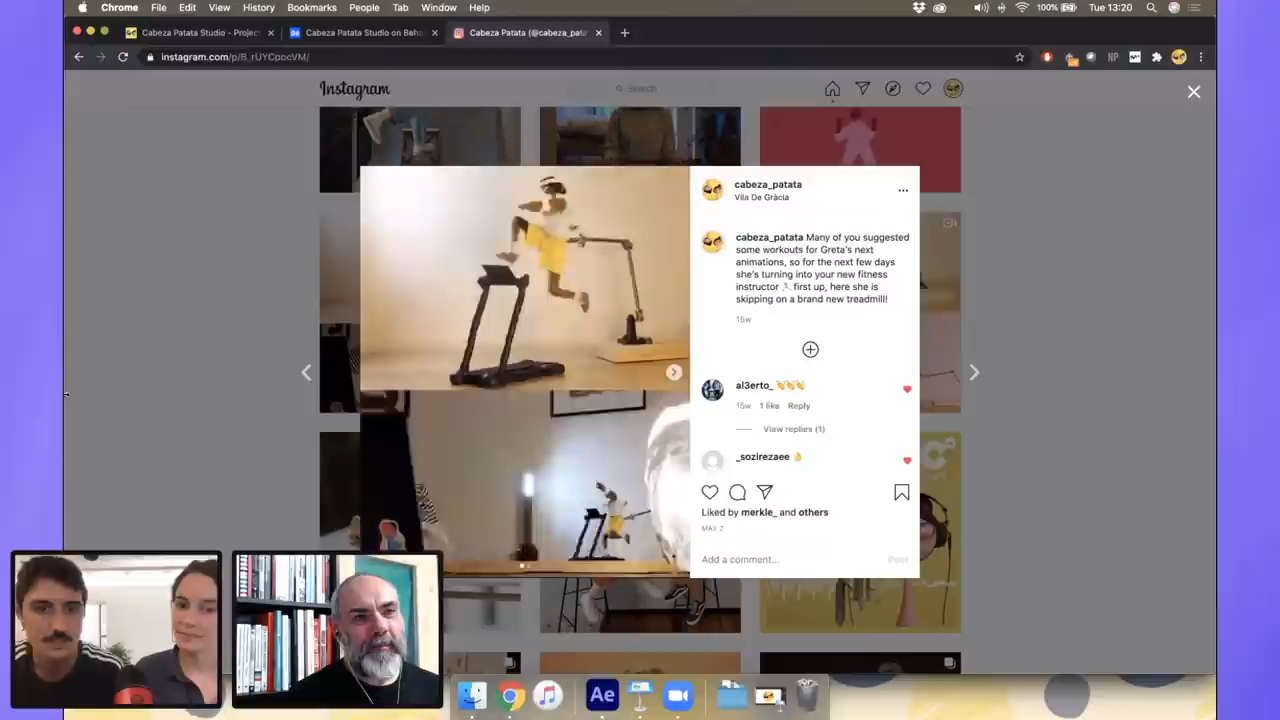 Chrome File Edit View History Bookmarks People Tab Window Help 100% Tue 13:20
Cabeza Patata Studio - Project
Cabeza Patata Studio on Beha
Cabeza Patata (@cabeza_pata
instagram.com/p/B_rUYCpocVM/
NP
Instagram
Search
cabeza_patata
Vila De Gràcia
cabeza_patata Many of you suggested
some workouts for Greta's next
animations, so for the next few days
she's turning into your new fitness
instructor 🏃 first up, here she is
skipping on a brand new treadmill!
15w
al3erto_ 👏👏👏
15w 1 like Reply
View replies (1)
_sozirezaee 👌
Liked by merkle_ and others
MAY 2
Add a comment...
Post
Ae